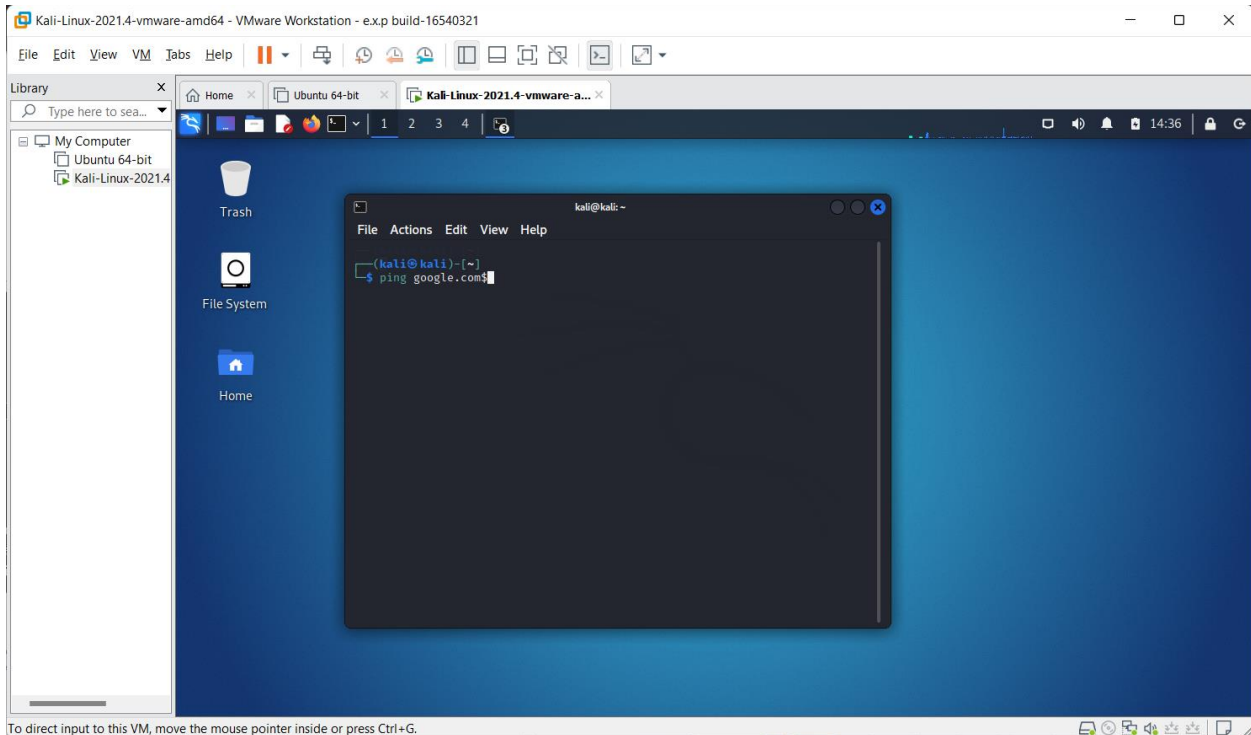 Kali-Linux-2021.4-vmware-amd64 - VMware Workstation - e.x.p build-16540321
File Edit View VM Tabs Help
Library X
Home Ubuntu 64-bit Kali-Linux-2021.4-vmware-a...
Type here to sea...
1 2 3 4 3 14:36
My Computer
Ubuntu 64-bit
Kali-Linux-2021.4
Trash
File System
Home
kali@kali: ~
File Actions Edit View Help
(kali㉿kali)-[~]
$ ping google.com$
To direct input to this VM, move the mouse pointer inside or press Ctrl+G.